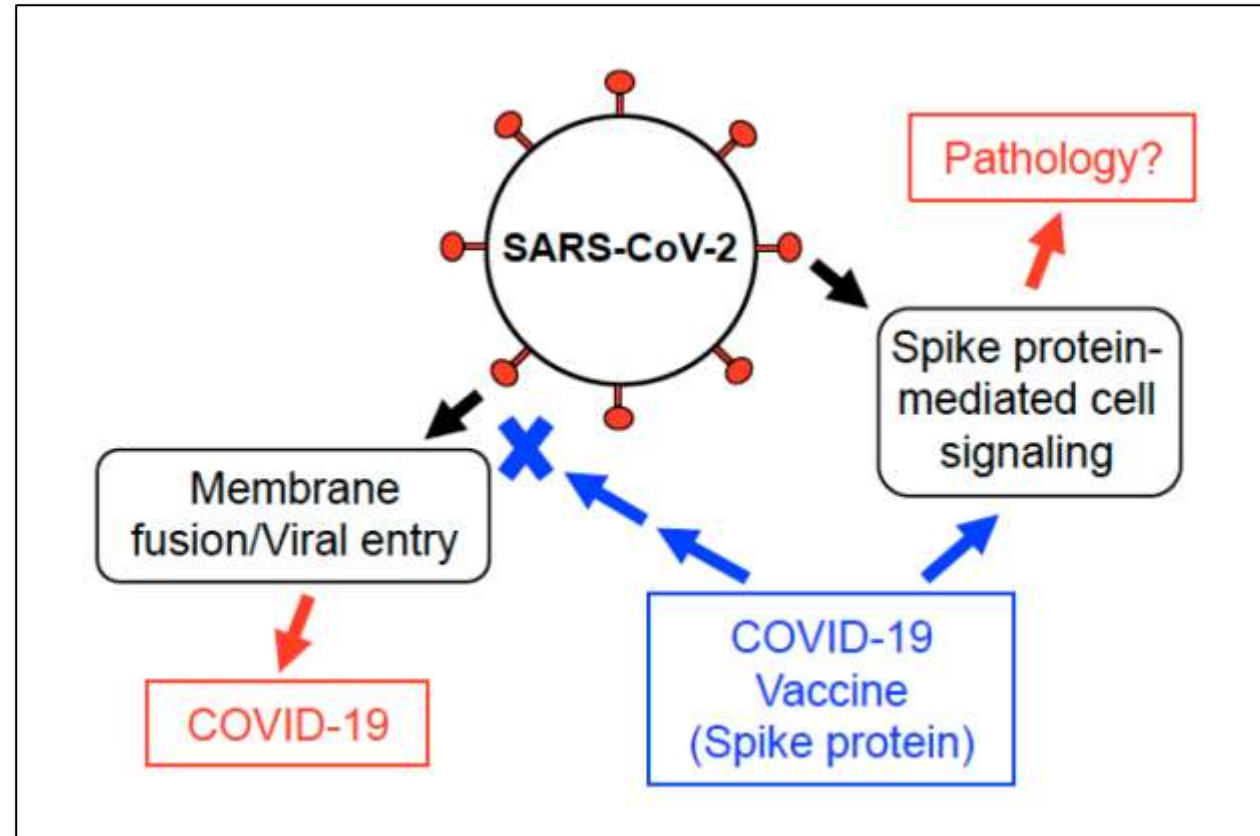 SARS-CoV-2
Pathology?
Spike protein-
mediated cell
signaling
Membrane
fusion/Viral entry
COVID-19
Vaccine
(Spike protein)
COVID-19